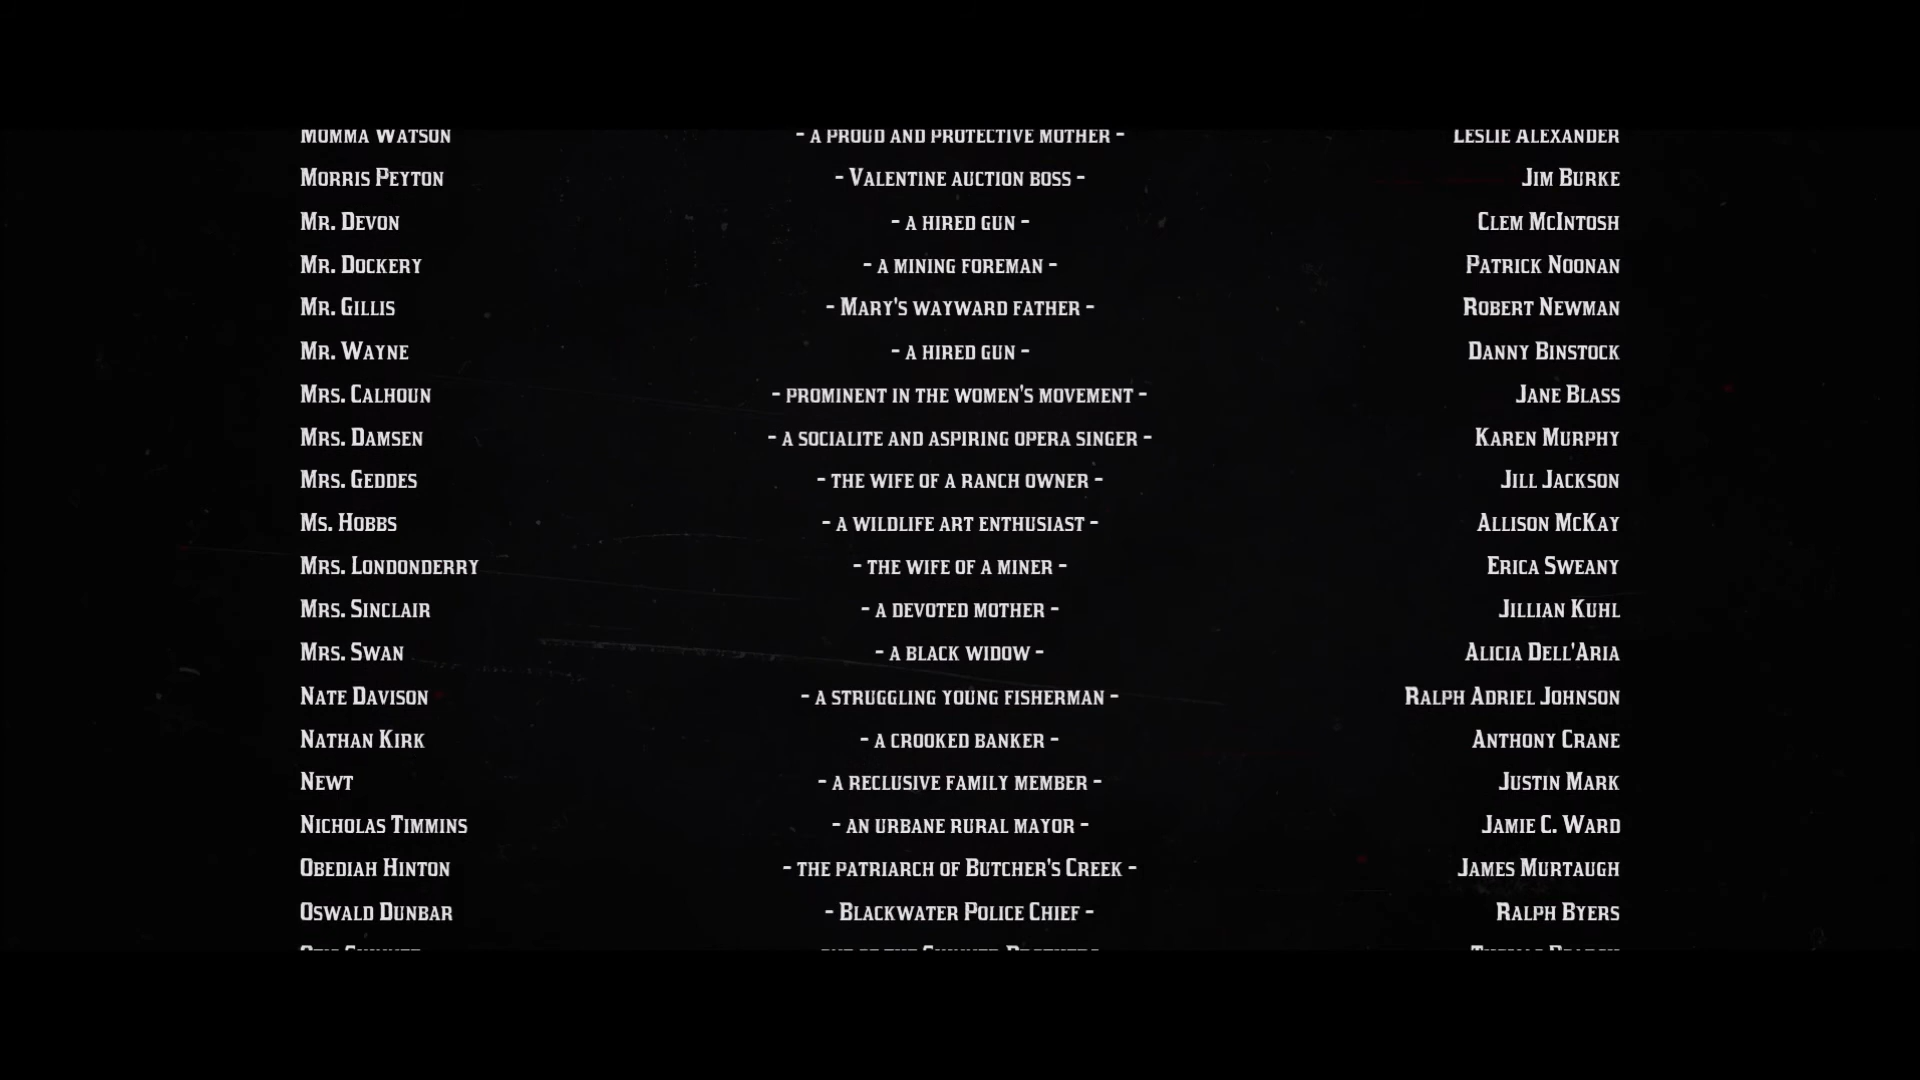 Momma Watson - a proud and protective mother - Leslie Alexander
Morris Peyton - Valentine auction boss - Jim Burke
Mr. Devon - a hired gun - Clem McIntosh
Mr. Dockery - a mining foreman - Patrick Noonan
Mr. Gillis - Mary's wayward father - Robert Newman
Mr. Wayne - a hired gun - Danny Binstock
Mrs. Calhoun - prominent in the women's movement - Jane Blass
Mrs. Damsen - a socialite and aspiring opera singer - Karen Murphy
Mrs. Geddes - the wife of a ranch owner - Jill Jackson
Ms. Hobbs - a wildlife art enthusiast - Allison McKay
Mrs. Londonderry - the wife of a miner - Erica Sweany
Mrs. Sinclair - a devoted mother - Jillian Kuhl
Mrs. Swan - a black widow - Alicia Dell'Aria
Nate Davison - a struggling young fisherman - Ralph Adriel Johnson
Nathan Kirk - a crooked banker - Anthony Crane
Newt - a reclusive family member - Justin Mark
Nicholas Timmins - an urbane rural mayor - Jamie C. Ward
Obediah Hinton - the patriarch of Butcher's Creek - James Murtaugh
Oswald Dunbar - Blackwater Police Chief - Ralph Byers